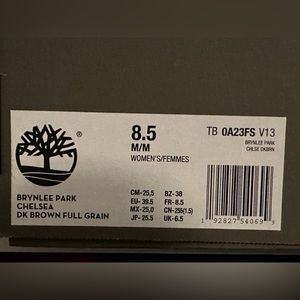 8.5
M/M
WOMEN'S/FEMMES
TB 0A23FS V13
BRYNLEE PARK
CHLSE DKBRN
®
BRYNLEE PARK
CHELSEA
DK BROWN FULL GRAIN
CM-25,5 BZ-38
EU-39.5 FR-8.5
MX-25,0 CN-255(1.5)
JP-25.5 UK-6.5
1 92827 54069 9